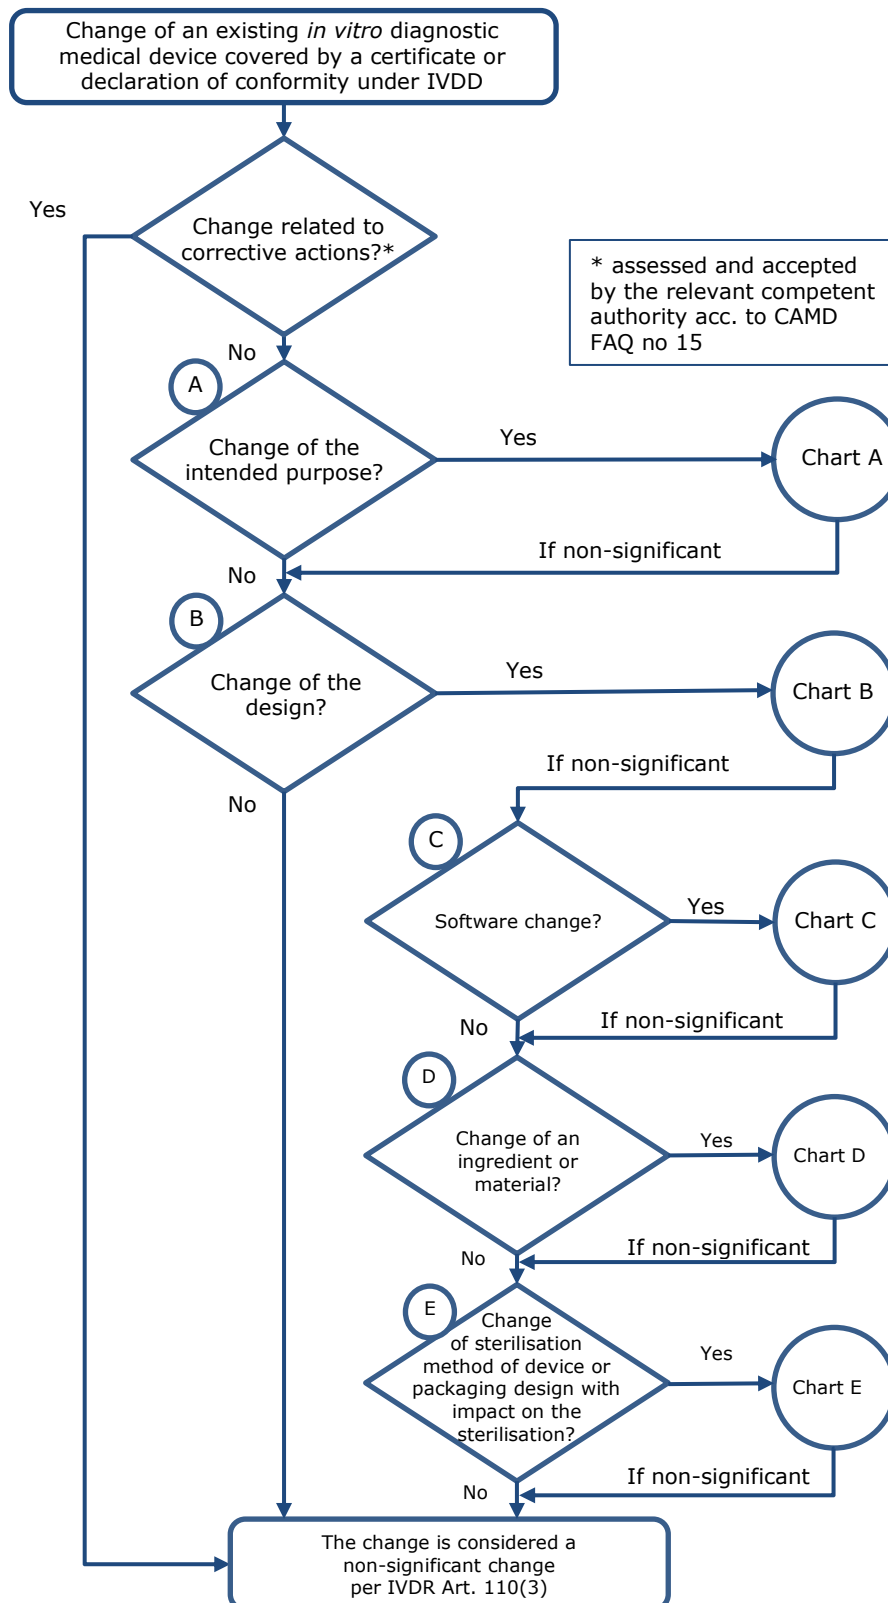 Change of an existing in vitro diagnostic
medical device covered by a certificate or
declaration of conformity under IVDD
Yes
Change related to
corrective actions?*
* assessed and accepted
by the relevant competent
authority acc. to CAMD
FAQ no 15
No
A
Change of the
intended purpose?
Yes
Chart A
If non-significant
No
B
Change of the
design?
Yes
Chart B
If non-significant
No
C
Software change?
Yes
Chart C
If non-significant
No
D
Change of an
ingredient or
material?
Yes
Chart D
If non-significant
No
E
Change
of sterilisation
method of device or
packaging design with
impact on the
sterilisation?
Yes
Chart E
If non-significant
No
The change is considered a
non-significant change
per IVDR Art. 110(3)